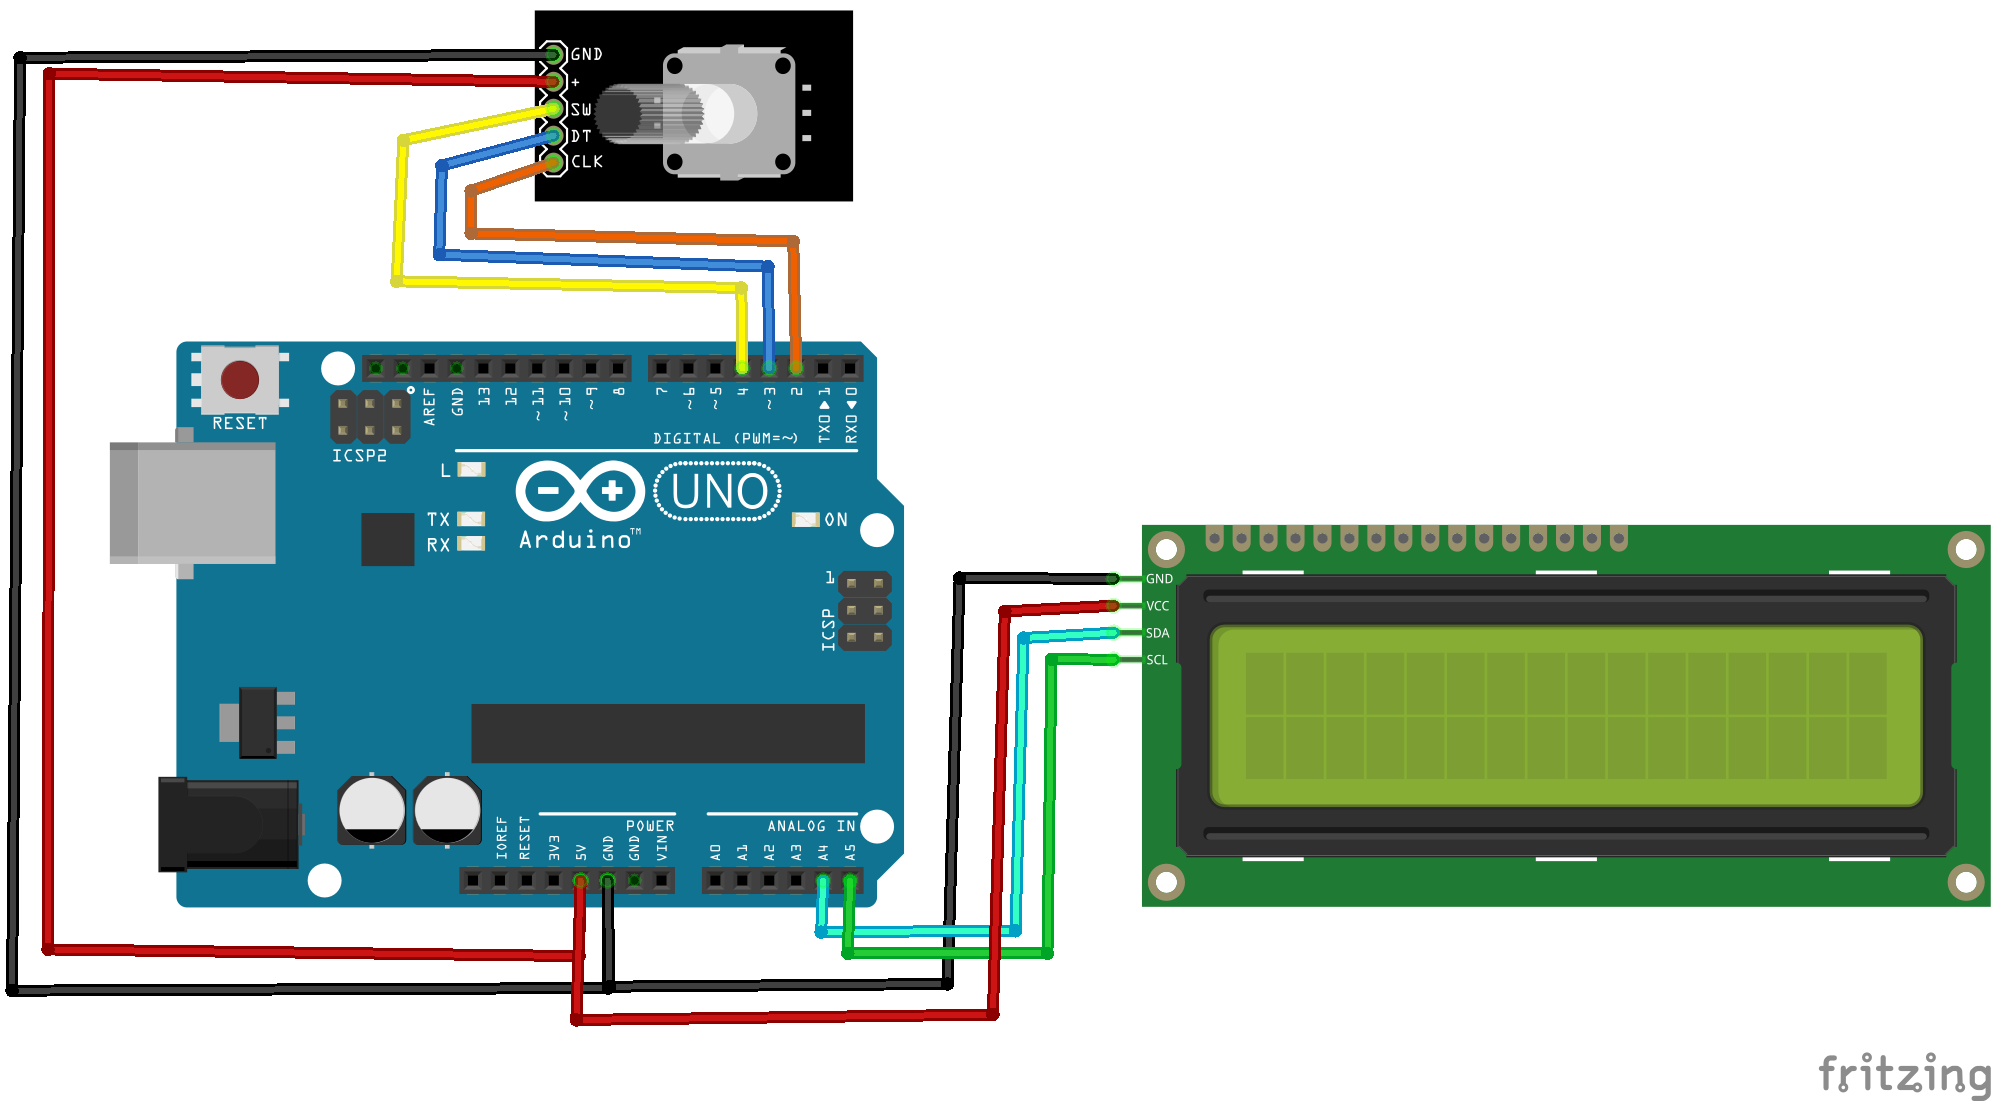 GND
+
SW
DT
CLK
RESET
ICSP2
AREF
GND
13
12
~11
~10
~9
8
7
~6
~5
4
~3
2
TX0▶1
RX0◀0
DIGITAL (PWM=~)
L
TX
RX
UNO
Arduino™
ON
1
ICSP
GND
VCC
SDA
SCL
POWER
ANALOG IN
IOREF
RESET
3V3
5V
GND
GND
VIN
A0
A1
A2
A3
A4
A5
fritzing